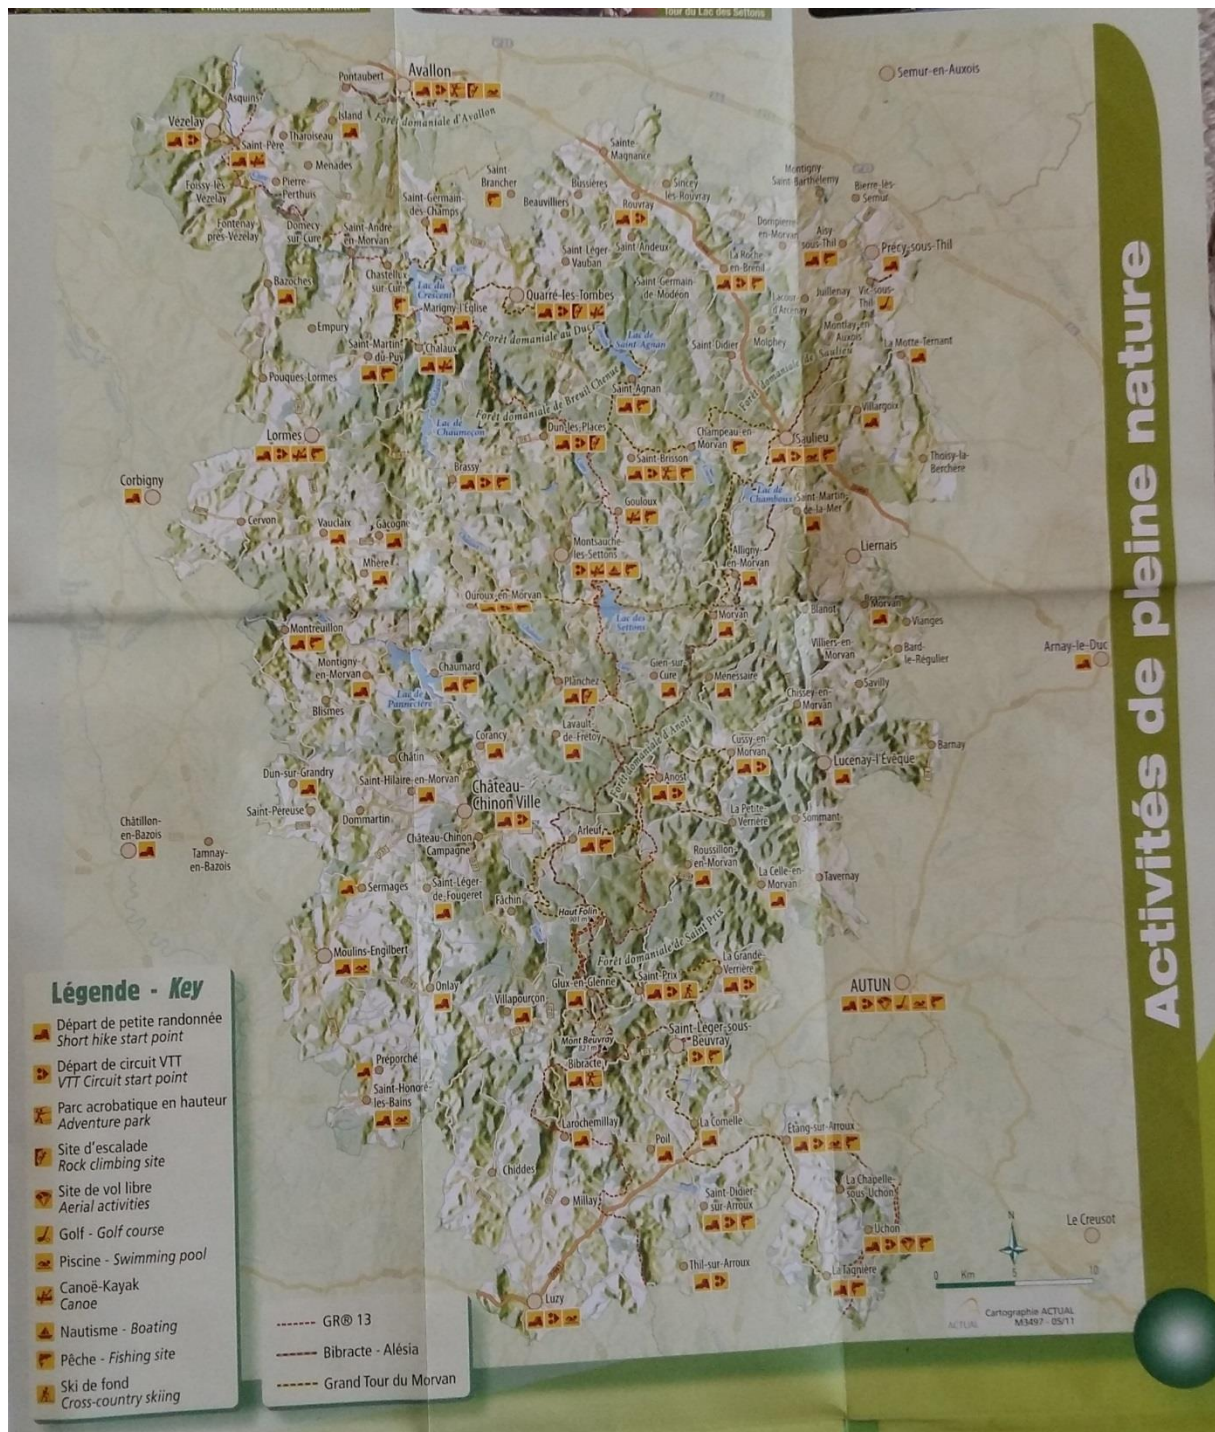 Tour du Lac des Settons
Activités de pleine nature
Semur-en-Auxois
Avallon
Pontaubert
Asquins
Island
Forêt domaniale d'Avallon
Vézelay
Tharoiseau
Saint-Père
Sainte-
Magnance
Menades
Montigny-
Saint-Barthélemy
Saint-
Brancher
Bussières
Sincey
lès-Rouvray
Pierre-
Perthuis
Foissy-lès
Vézelay
Bierre-lès-
Semur
Beauvilliers
Rouvray
Saint-Germain-
des-Champs
Fontenay-
près-Vézelay
Domecy
sur-Cure
Saint-André
en-Morvan
Dompierre
en-Morvan
Aisy
sous-Thil
Précy-sous-Thil
Saint-Andeux
Saint Léger
Vauban
La Roche
en-Brenil
Chastellux
sur-Cure
Bazoches
Saint-Germain
de-Modéon
Lac du
Crescent
Quarré-les-Tombes
Juillenay
Vic-sous-
Thil
Lacour
d'Arcenay
Marigny-l'Eglise
Empury
Montlay-en
Auxois
Forêt domaniale au Duc
Lac de
Saint-Agnan
Saint-Martin
du-Puy
Chalaux
Saint-Didier
Molphey
La Motte-Ternant
Forêt domaniale de Saulieu
Pouques-Lormes
Forêt domaniale de Breuil Chenue
Saint Agnan
Villargoix
Lormes
Lac de
Chaumeçon
Dun-les-Places
Champeau-en
Morvan
Saulieu
Saint-Brisson
Thoisy-la-
Berchère
Brassy
Corbigny
Lac de
Chamboux
Saint-Martin-
de-la-Mer
Gouloux
Cervon
Vauclaix
Gâcogne
Montsauche-
les-Settons
Liernais
Alligny-
en-Morvan
Mhère
Ouroux-en-Morvan
Lac des
Settons
Morvan
Blanot
Morvan
Vianges
Montreuillon
Villiers-en
Morvan
Bard-
le-Régulier
Arnay-le-Duc
Montigny-
en-Morvan
Chaumard
Gien-sur
Cure
Planchez
Ménessaire
Savilly
Lac de
Pannecière
Chissey-en-
Morvan
Blismes
Lavault-
de-Frétoy
Corancy
Cussy-en-
Morvan
Barnay
Forêt domaniale d'Anost
Châtin
Lucenay-l'Evêque
Dun-sur-Grandry
Saint-Hilaire-en-Morvan
Anost
Château-
Chinon Ville
Saint-Péreuse
Dommartin
La Petite-
Verrière
Sommant
Châtillon-
en-Bazois
Château-Chinon
Campagne
Arleuf
Tamnay-
en-Bazois
Roussillon-
en-Morvan
La Celle-en-
Morvan
Tavernay
Sermages
Saint-Léger-
de-Fougeret
Fâchin
Haut Folin
901 m
Forêt domaniale de Saint Prix
Moulins-Engilbert
La Grande-
Verrière
Onlay
Glux-en-Glenne
Saint-Prix
AUTUN
Villapourçon
Saint-Léger-sous-
Beuvray
Mont Beuvray
821 m
Préporché
Bibracte
Saint-Honoré-
les-Bains
Larochemillay
La Comelle
Etang-sur-Arroux
Poil
Chiddes
La Chapelle-
sous-Uchon
Millay
Saint-Didier
sur-Arroux
Le Creusot
Uchon
Thil-sur-Arroux
La Tagnière
Luzy
N
0 Km 5 10
Cartographie ACTUAL
M3497 - 05/11
ACTUAL
Légende - Key
Départ de petite randonnée
Short hike start point
Départ de circuit VTT
VTT Circuit start point
Parc acrobatique en hauteur
Adventure park
Site d'escalade
Rock climbing site
Site de vol libre
Aerial activities
Golf - Golf course
Piscine - Swimming pool
Canoë-Kayak
Canoe
Nautisme - Boating
Pêche - Fishing site
Ski de fond
Cross-country skiing
GR® 13
Bibracte - Alésia
Grand Tour du Morvan